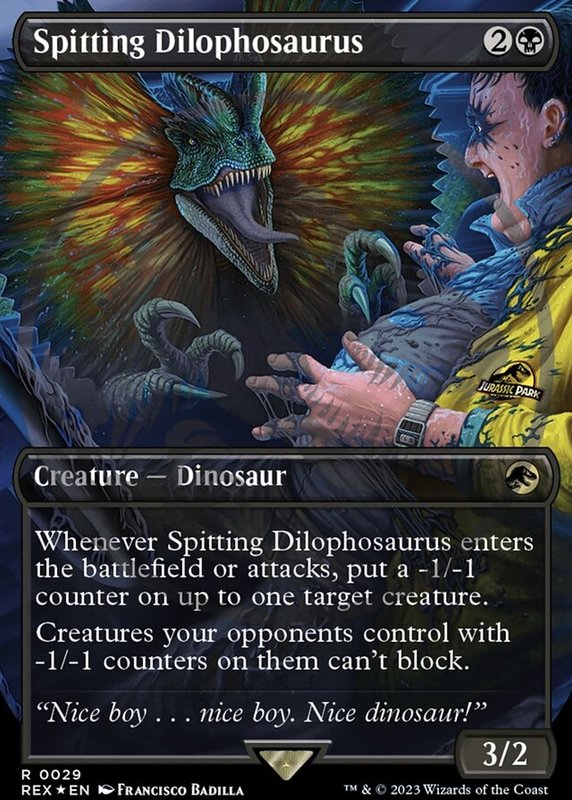 Spitting Dilophosaurus 2
JURASSIC PARK
Creature — Dinosaur
Whenever Spitting Dilophosaurus enters
the battlefield or attacks, put a -1/-1
counter on up to one target creature.
Creatures your opponents control with
-1/-1 counters on them can't block.
“Nice boy . . . nice boy. Nice dinosaur!”
3/2
R 0029
REX★EN Francisco Badilla
™ & © 2023 Wizards of the Coast